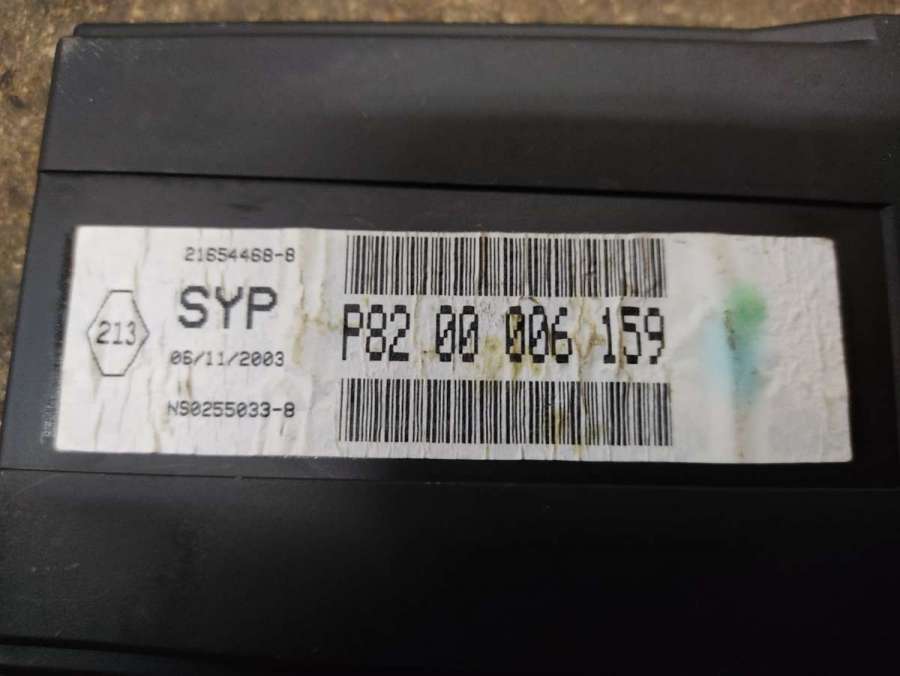 21654468-8
SYP
213
06/11/2003
NS0255033-8
P82 00 006 159